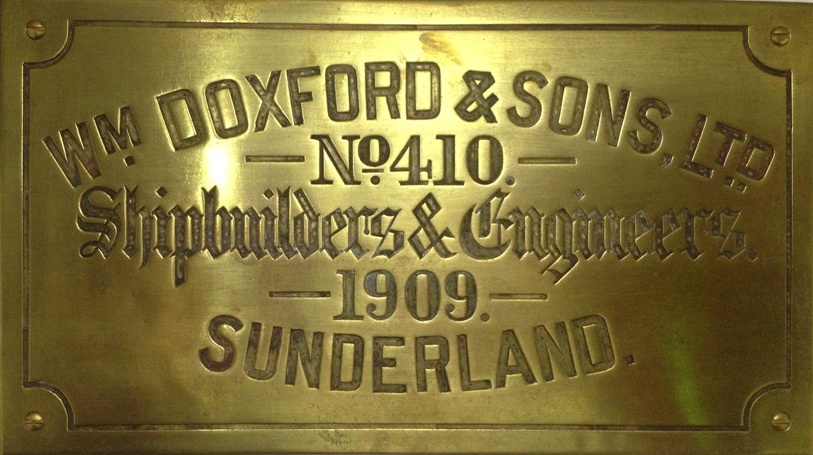 WM. DOXFORD & SONS, LTD.
No. 410.
Shipbuilders & Engineers.
1909.
SUNDERLAND.